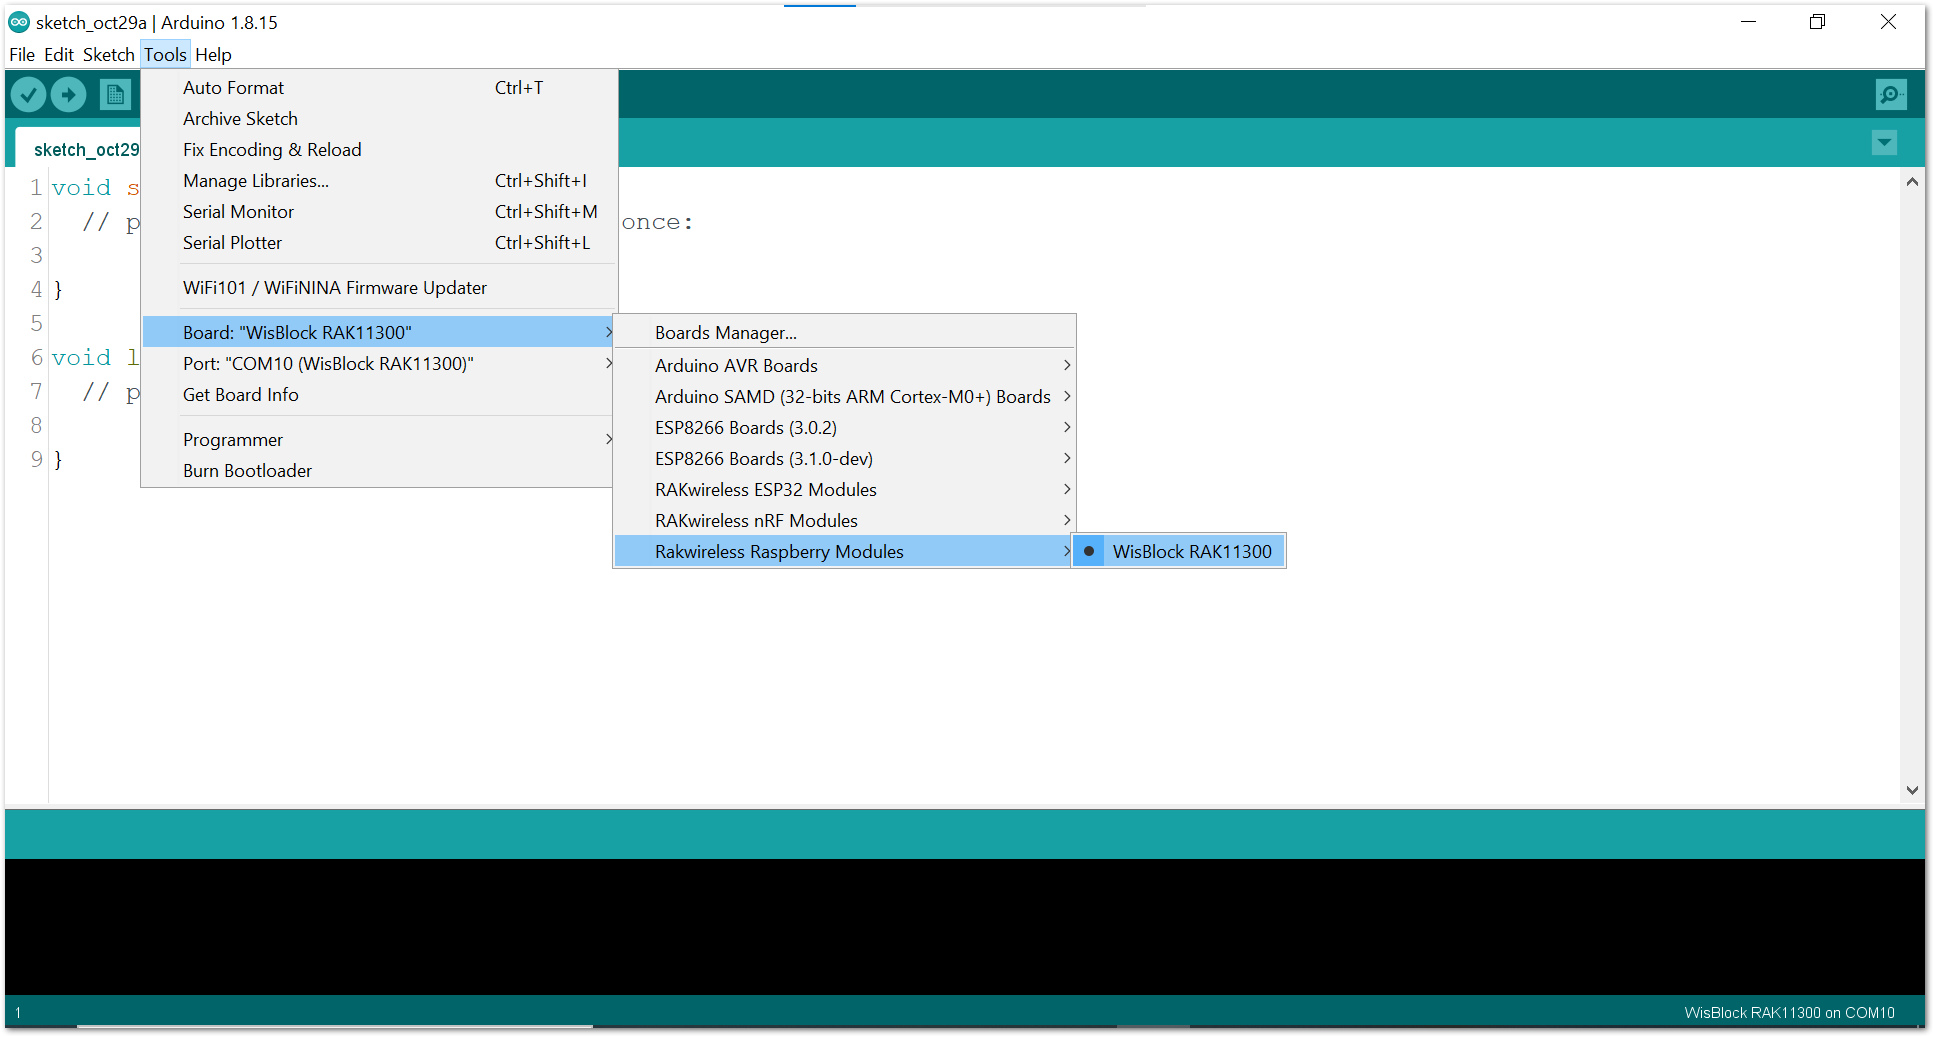 sketch_oct29a | Arduino 1.8.15
File Edit Sketch Tools Help
sketch_oct29
1 void s
2 // p once:
3
4 }
5
6 void l
7 // p
8
9 }
Auto Format Ctrl+T
Archive Sketch
Fix Encoding & Reload
Manage Libraries... Ctrl+Shift+I
Serial Monitor Ctrl+Shift+M
Serial Plotter Ctrl+Shift+L
WiFi101 / WiFiNINA Firmware Updater
Board: "WisBlock RAK11300"
Port: "COM10 (WisBlock RAK11300)"
Get Board Info
Programmer
Burn Bootloader
Boards Manager...
Arduino AVR Boards
Arduino SAMD (32-bits ARM Cortex-M0+) Boards
ESP8266 Boards (3.0.2)
ESP8266 Boards (3.1.0-dev)
RAKwireless ESP32 Modules
RAKwireless nRF Modules
Rakwireless Raspberry Modules
WisBlock RAK11300
1
WisBlock RAK11300 on COM10